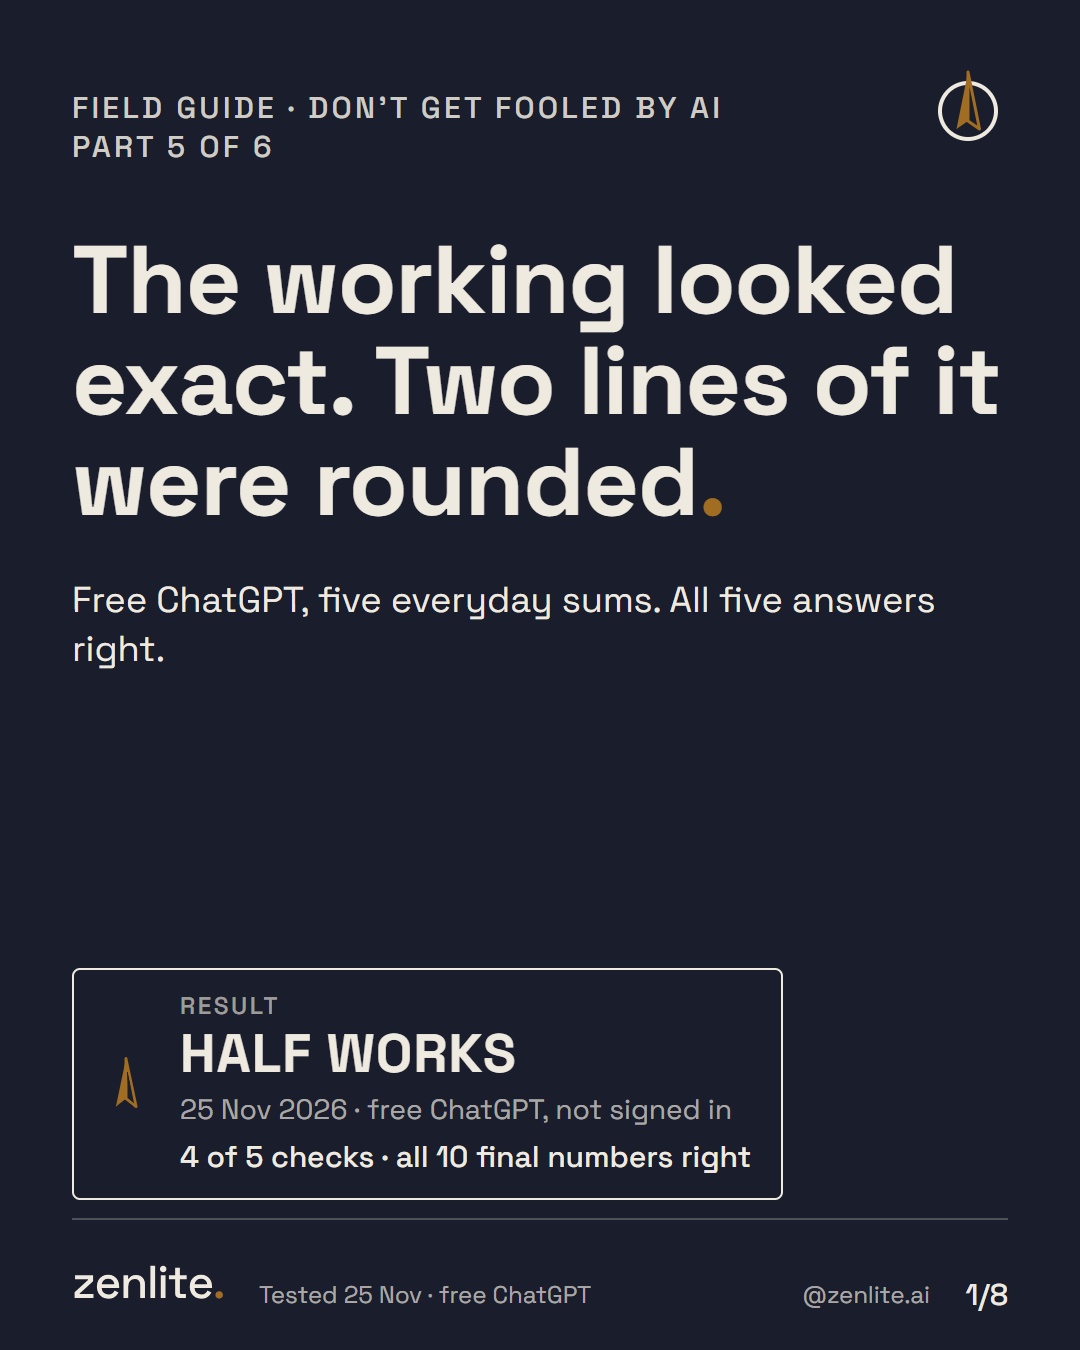 FIELD GUIDE · DON’T GET FOOLED BY AI
PART 5 OF 6
The working looked
exact. Two lines of it
were rounded.
Free ChatGPT, five everyday sums. All five answers
right.
RESULT
HALF WORKS
25 Nov 2026 · free ChatGPT, not signed in
4 of 5 checks · all 10 final numbers right
zenlite. Tested 25 Nov · free ChatGPT @zenlite.ai 1/8